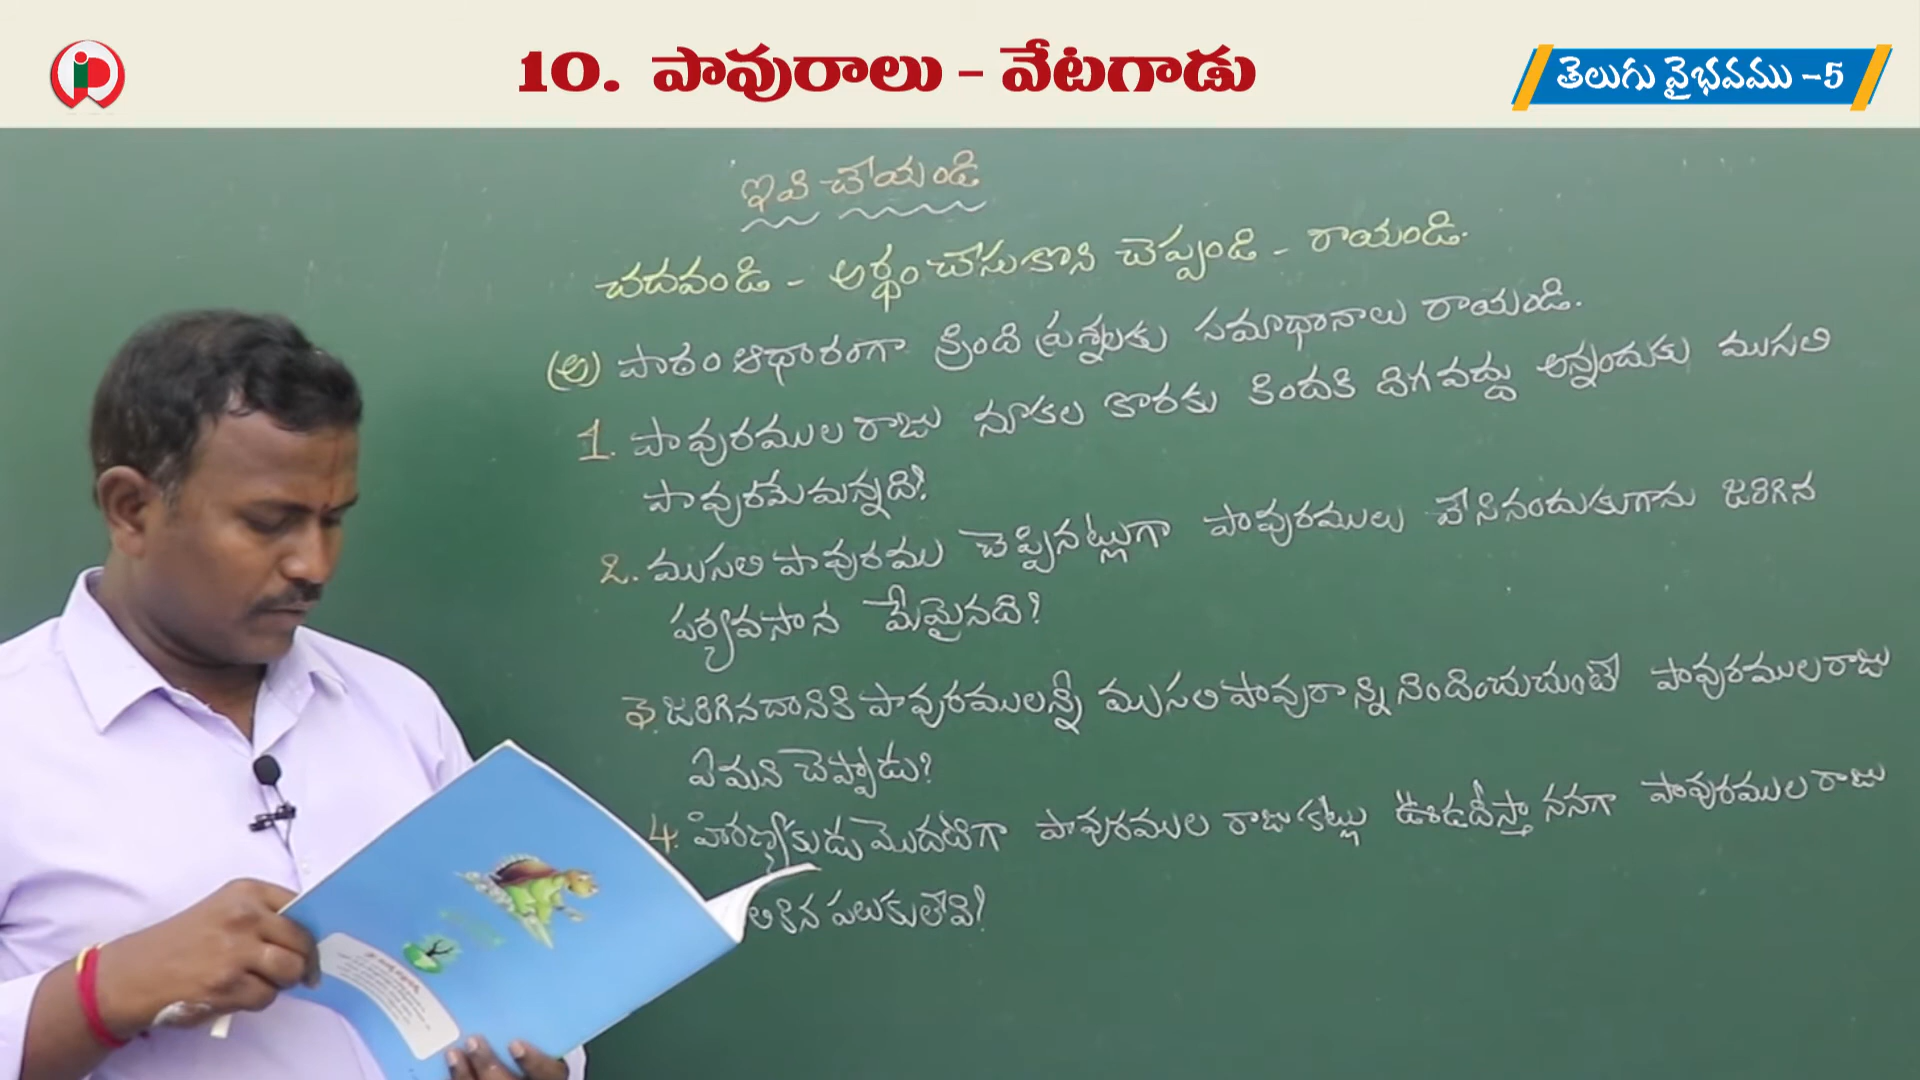 10. పావురాలు - వేటగాడు
తెలుగు వైభవము -5
ఇవి చేయండి
చదవండి - అర్థంచేసుకొని చెప్పండి - రాయండి.
(అ) పాఠం ఆధారంగా క్రింది ప్రశ్నలకు సమాధానాలు రాయండి.
1. పావురముల రాజు నూకల కొరకు కిందకి దిగవద్దు అన్నందుకు ముసలి
పావురమేమన్నది?
2. ముసలి పావురము చెప్పినట్లుగా పావురములు చేసినందుకుగాను జరిగిన
పర్యవసాన మేమైనది?
3. జరిగినదానికి పావురములన్నీ ముసలి పావురాన్ని నిందించుచుంటే పావురములరాజు
ఏమని చెప్పాడు?
4. హిరణ్యకుడు మొదటిగా పావురముల రాజు కట్లు ఊడదీస్తా ననగా పావురముల రాజు
పలుకులేవి?